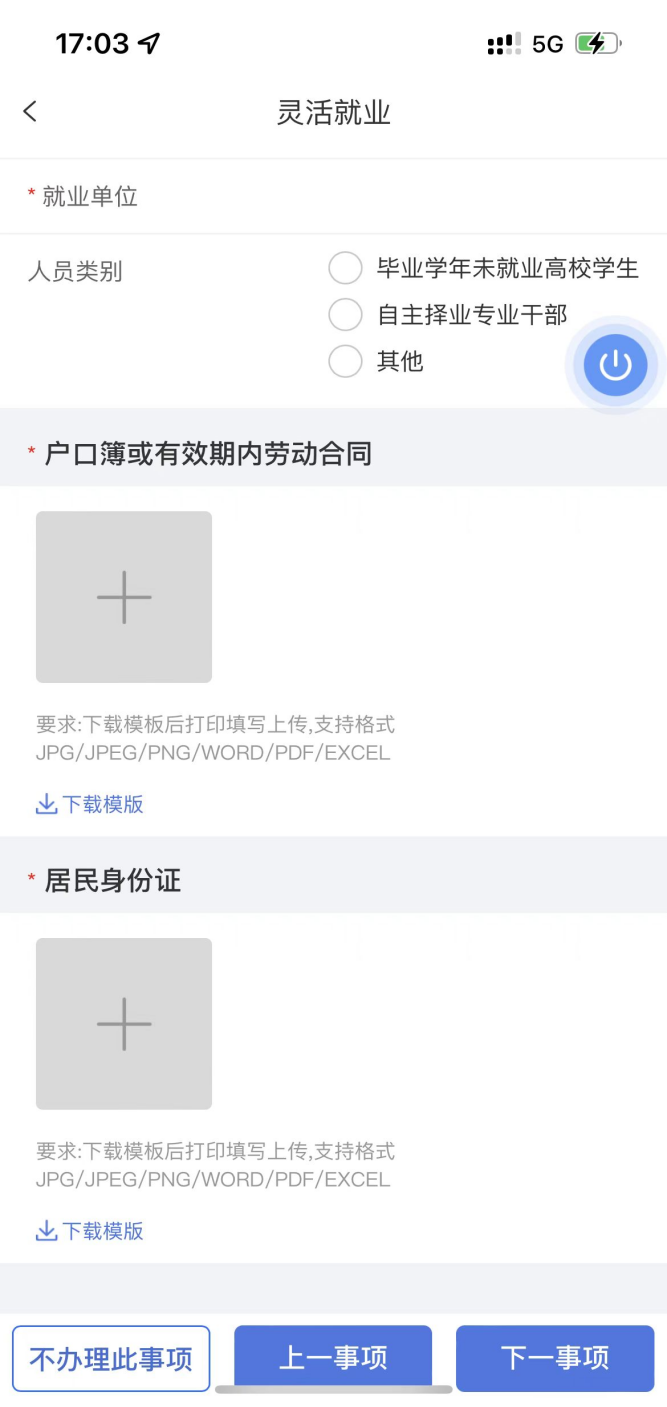 17:03
5G
灵活就业
* 就业单位
人员类别
毕业学年未就业高校学生
自主择业专业干部
其他
* 户口簿或有效期内劳动合同
要求:下载模板后打印填写上传,支持格式
JPG/JPEG/PNG/WORD/PDF/EXCEL
下载模版
* 居民身份证
要求:下载模板后打印填写上传,支持格式
JPG/JPEG/PNG/WORD/PDF/EXCEL
下载模版
不办理此事项
上一事项
下一事项